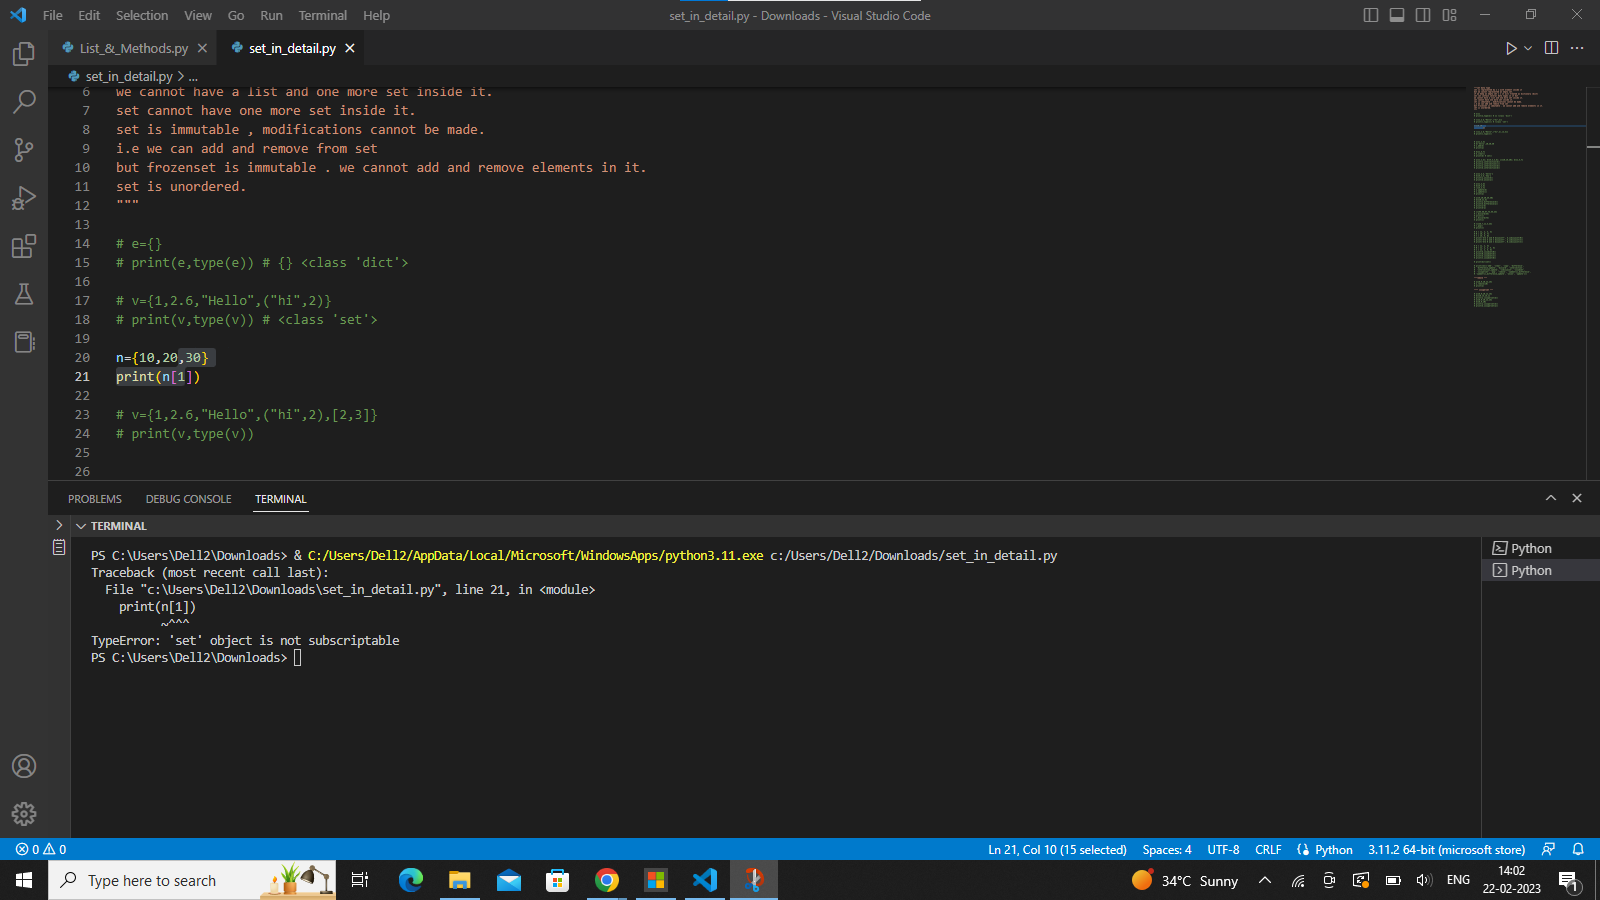 File Edit Selection View Go Run Terminal Help
set_in_detail.py - Downloads - Visual Studio Code
List_&_Methods.py
set_in_detail.py
set_in_detail.py > ...
6 we cannot have a list and one more set inside it.
7 set cannot have one more set inside it.
8 set is immutable , modifications cannot be made.
9 i.e we can add and remove from set
10 but frozenset is immutable . we cannot add and remove elements in it.
11 set is unordered.
12 """
13
14 # e={}
15 # print(e,type(e)) # {} <class 'dict'>
16
17 # v={1,2.6,"Hello",("hi",2)}
18 # print(v,type(v)) # <class 'set'>
19
20 n={10,20,30}
21 print(n[1])
22
23 # v={1,2.6,"Hello",("hi",2),[2,3]}
24 # print(v,type(v))
25
26
PROBLEMS DEBUG CONSOLE TERMINAL
TERMINAL
PS C:\Users\Dell2\Downloads> & C:/Users/Dell2/AppData/Local/Microsoft/WindowsApps/python3.11.exe c:/Users/Dell2/Downloads/set_in_detail.py
Traceback (most recent call last):
File "c:\Users\Dell2\Downloads\set_in_detail.py", line 21, in <module>
print(n[1])
~^^^
TypeError: 'set' object is not subscriptable
PS C:\Users\Dell2\Downloads>
Python
Python
0 0
Ln 21, Col 10 (15 selected) Spaces: 4 UTF-8 CRLF Python 3.11.2 64-bit (microsoft store)
Type here to search
34°C Sunny
ENG
14:02
22-02-2023
1